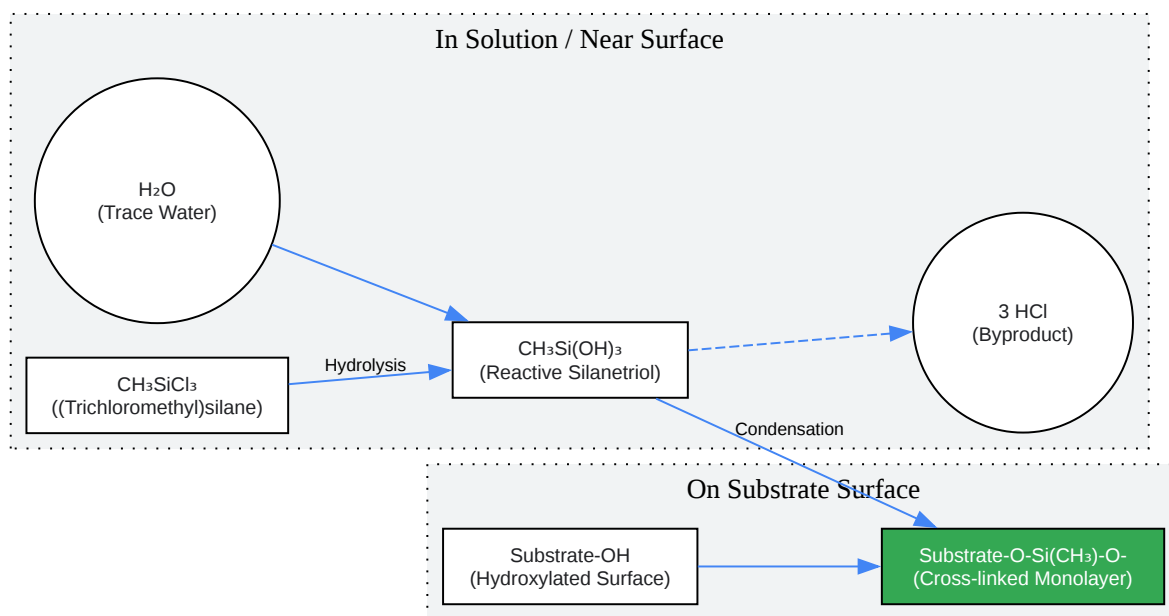 In Solution / Near Surface
H₂O
(Trace Water)
CH₃SiCl₃
((Trichloromethyl)silane)
Hydrolysis
CH₃Si(OH)₃
(Reactive Silanetriol)
3 HCl
(Byproduct)
Condensation
On Substrate Surface
Substrate-OH
(Hydroxylated Surface)
Substrate-O-Si(CH₃)-O-
(Cross-linked Monolayer)